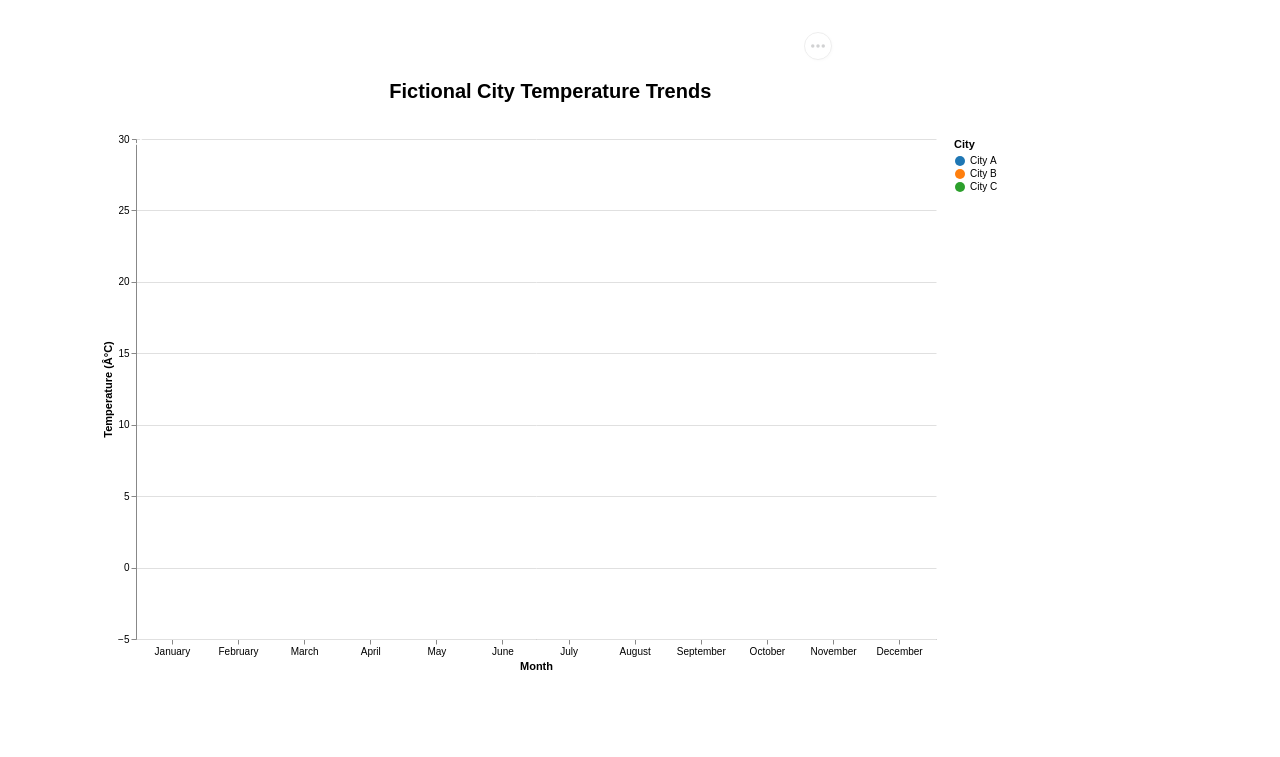 Fictional City Temperature Trends
30
25
20
15
10
5
0
−5
Temperature (Â°C)
January February March April May June July August September October November December
Month
City
City A
City B
City C